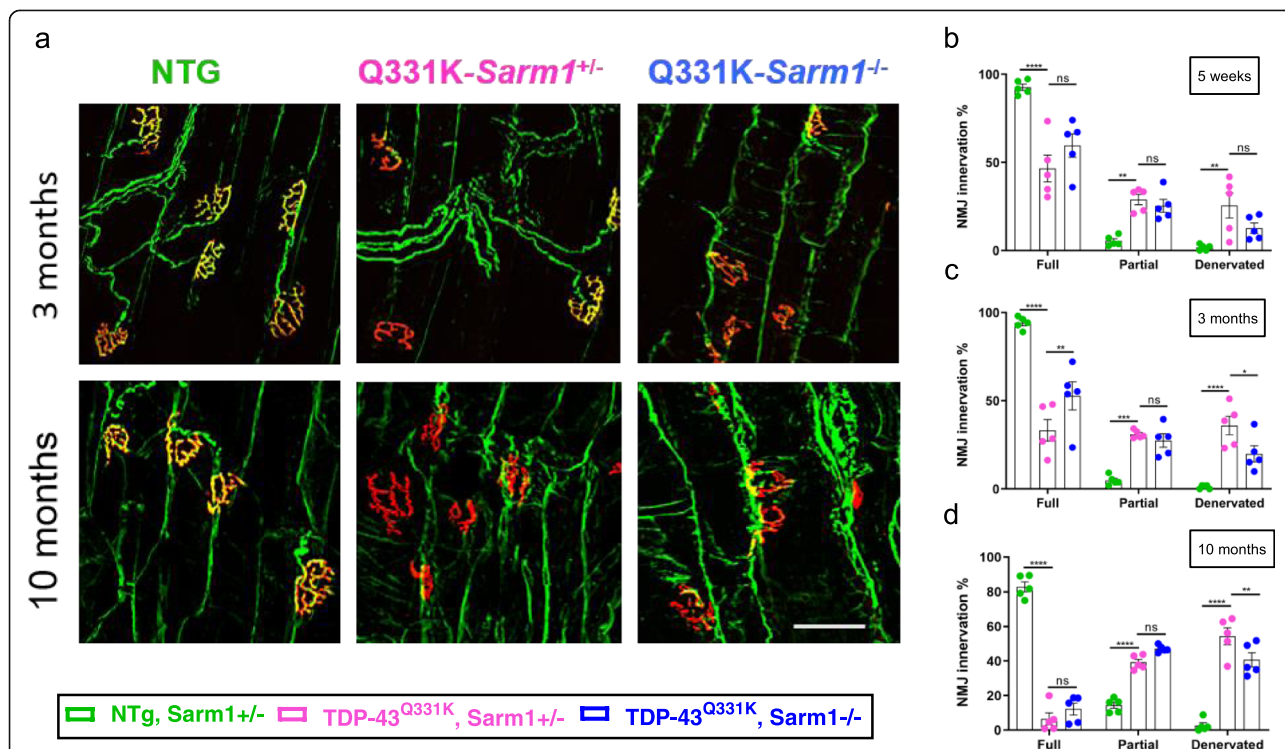 a
NTG
Q331K-Sarm1+/-
Q331K-Sarm1-/-
3 months
10 months
b
5 weeks
NMJ innervation %
100
50
0
****
ns
**
ns
**
ns
Full
Partial
Denervated
c
3 months
NMJ innervation %
100
50
0
****
**
***
ns
****
*
Full
Partial
Denervated
d
10 months
NMJ innervation %
100
80
60
40
20
0
****
ns
****
ns
****
**
Full
Partial
Denervated
NTg, Sarm1+/-
TDP-43Q331K, Sarm1+/-
TDP-43Q331K, Sarm1-/-